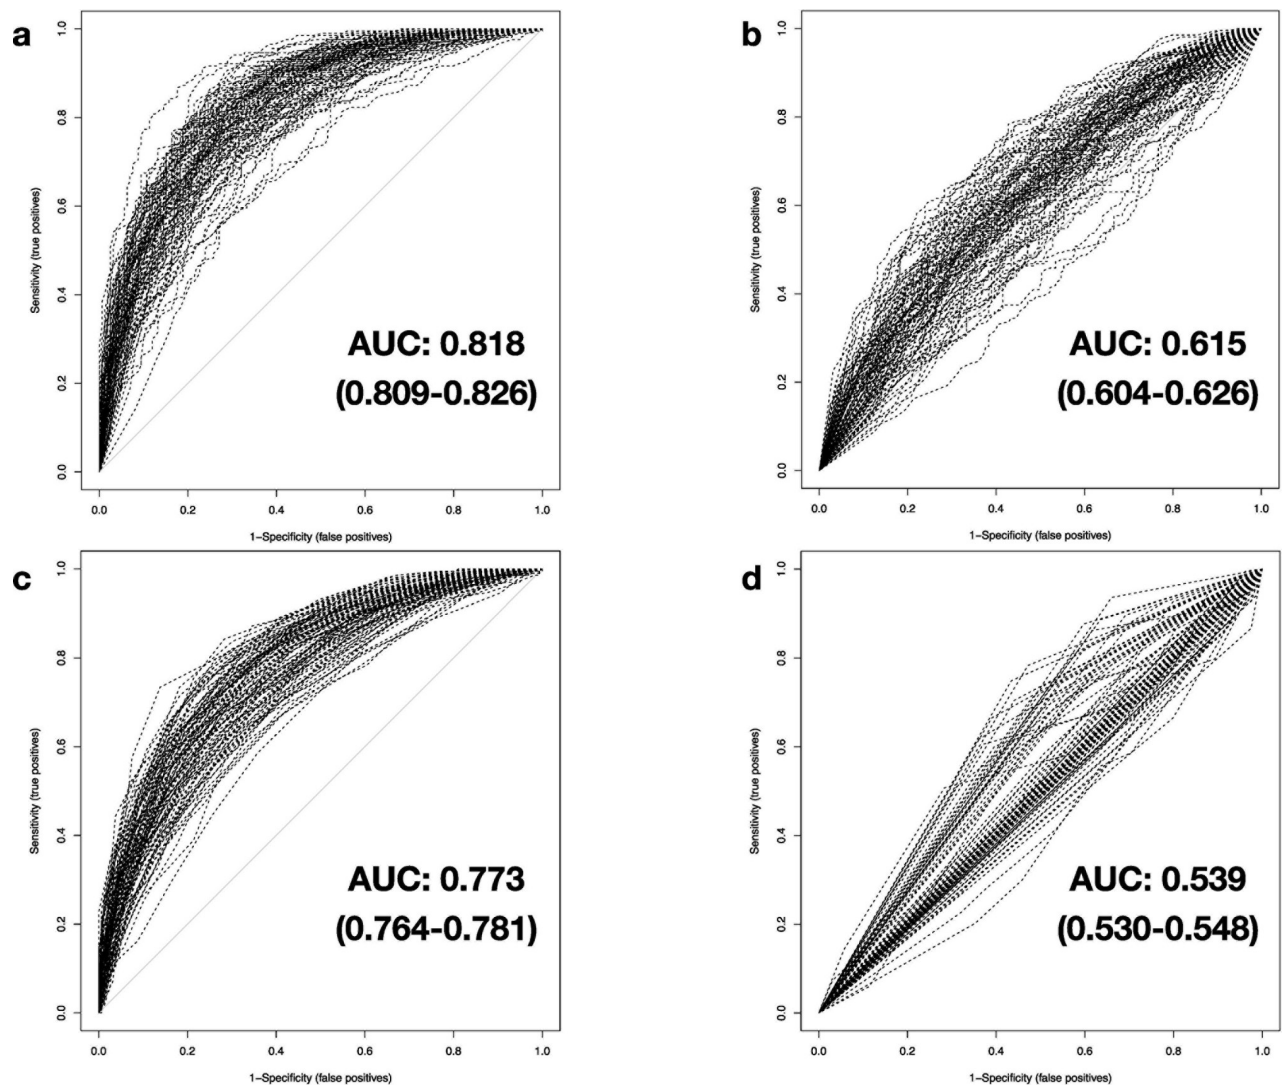 a
Sensitivity (true positives)
1.0
0.8
0.6
0.4
0.2
0.0
AUC: 0.818
(0.809-0.826)
0.0 0.2 0.4 0.6 0.8 1.0
1−Specificity (false positives)
b
Sensitivity (true positives)
1.0
0.8
0.6
0.4
0.2
0.0
AUC: 0.615
(0.604-0.626)
0.0 0.2 0.4 0.6 0.8 1.0
1−Specificity (false positives)
c
Sensitivity (true positives)
1.0
0.8
0.6
0.4
0.2
0.0
AUC: 0.773
(0.764-0.781)
0.0 0.2 0.4 0.6 0.8 1.0
1−Specificity (false positives)
d
Sensitivity (true positives)
1.0
0.8
0.6
0.4
0.2
0.0
AUC: 0.539
(0.530-0.548)
0.0 0.2 0.4 0.6 0.8 1.0
1−Specificity (false positives)